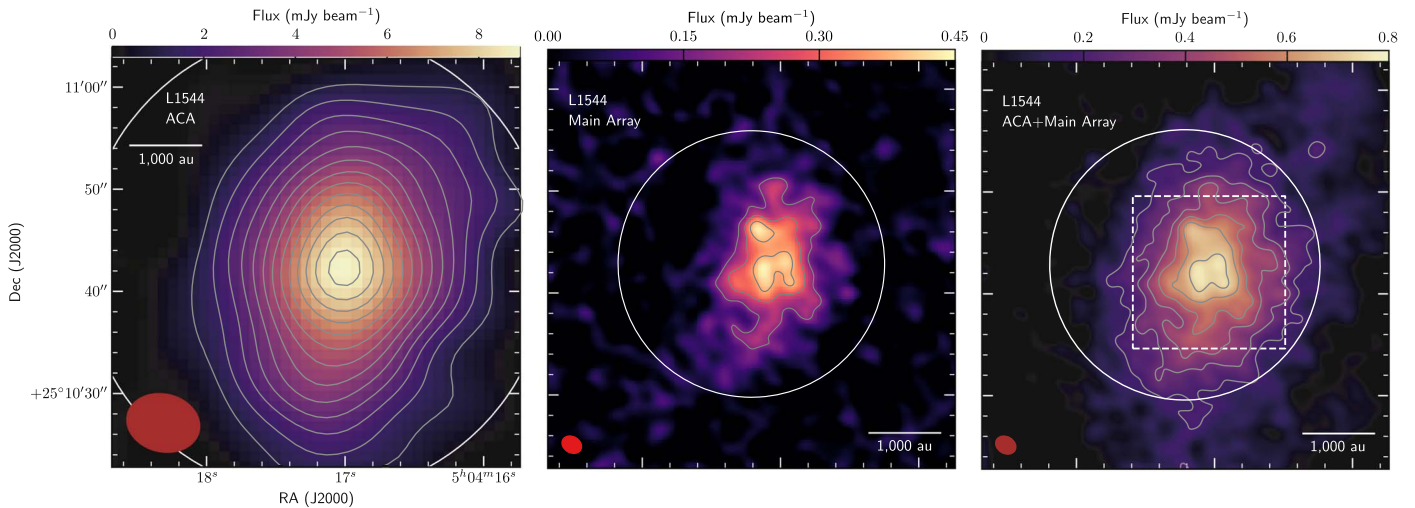 Flux (mJy beam⁻¹)
0 2 4 6 8
L1544
ACA
1,000 au
11′00″
50″
40″
+25°10′30″
Dec (J2000)
18ˢ 17ˢ 5ʰ04ᵐ16ˢ
RA (J2000)
Flux (mJy beam⁻¹)
0.00 0.15 0.30 0.45
L1544
Main Array
1,000 au
Flux (mJy beam⁻¹)
0 0.2 0.4 0.6 0.8
L1544
ACA+Main Array
1,000 au